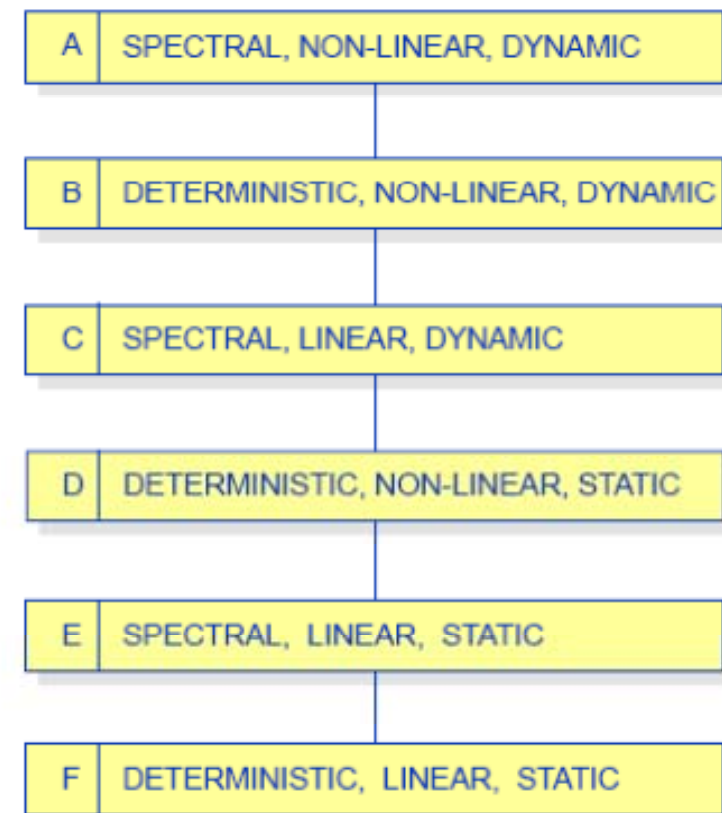 A SPECTRAL, NON-LINEAR, DYNAMIC
B DETERMINISTIC, NON-LINEAR, DYNAMIC
C SPECTRAL, LINEAR, DYNAMIC
D DETERMINISTIC, NON-LINEAR, STATIC
E SPECTRAL, LINEAR, STATIC
F DETERMINISTIC, LINEAR, STATIC